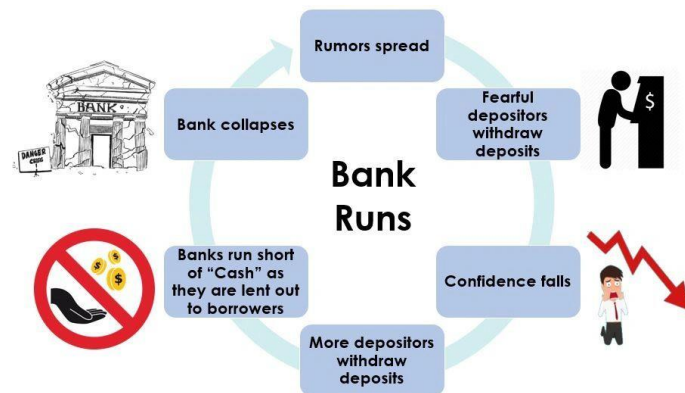 Rumors spread
Fearful
depositors
withdraw
deposits
$
Confidence falls
More depositors
withdraw
deposits
Banks run short
of “Cash” as
they are lent out
to borrowers
$
$
$
Bank collapses
BANK
DANGER
Bank
Runs